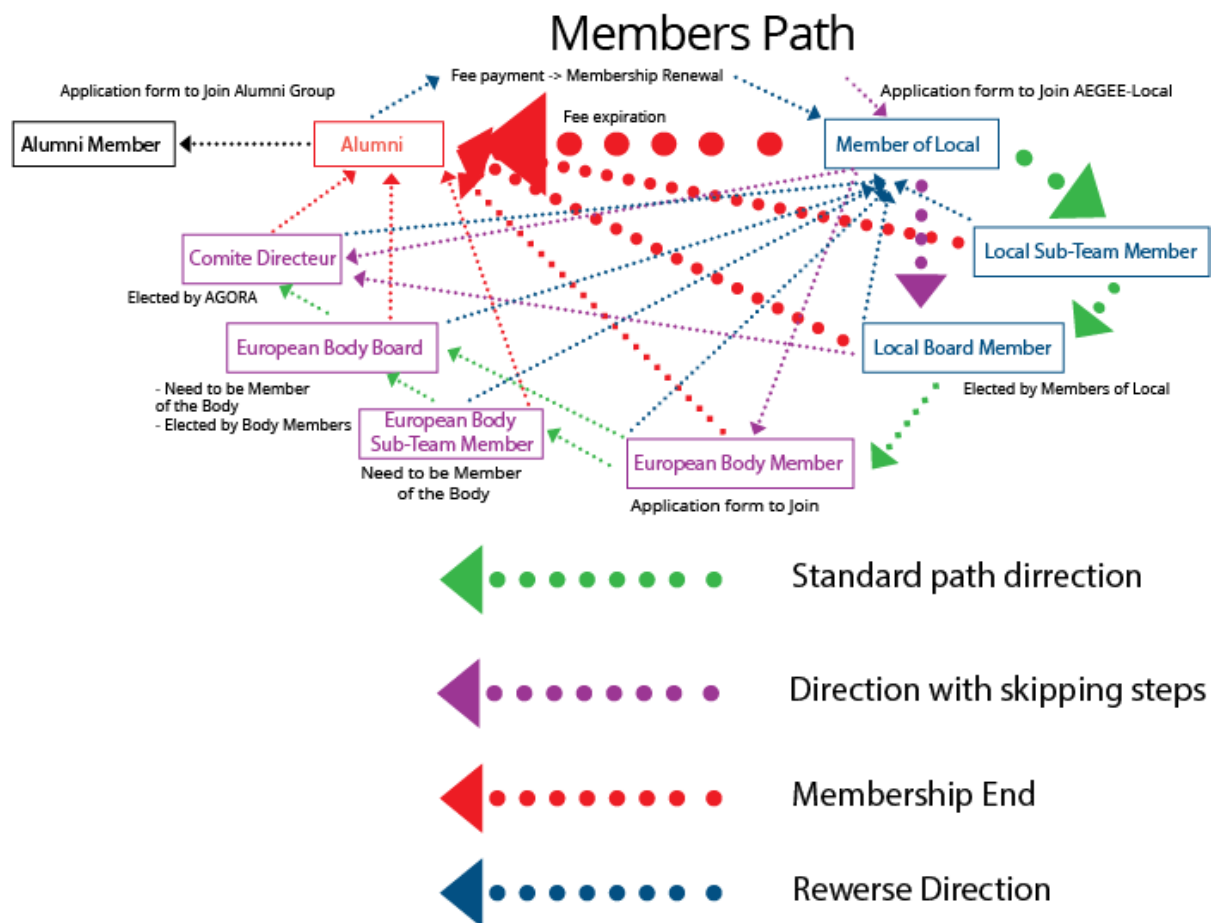 Members Path
Fee payment -> Membership Renewal
Application form to Join Alumni Group
Application form to Join AEGEE-Local
Fee expiration
Alumni Member
Alumni
Member of Local
Comite Directeur
Local Sub-Team Member
Elected by AGORA
European Body Board
Local Board Member
- Need to be Member
of the Body
- Elected by Body Members
Elected by Members of Local
European Body
Sub-Team Member
European Body Member
Need to be Member
of the Body
Application form to Join
Standard path dirrection
Direction with skipping steps
Membership End
Rewerse Direction